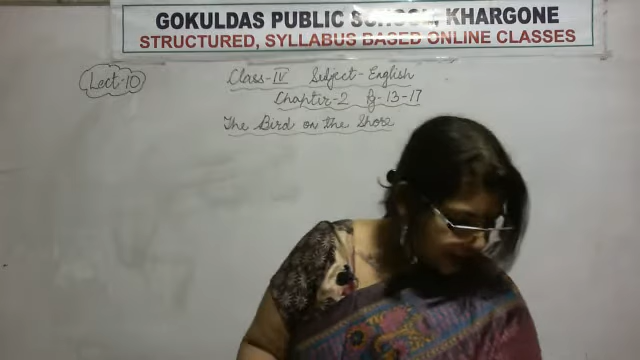 GOKULDAS PUBLIC SCHOOL, KHARGONE
STRUCTURED, SYLLABUS BASED ONLINE CLASSES
Lect-10
Class-IV Subject-English
Chapter-2 Pg-13-17
The Bird on the Shore